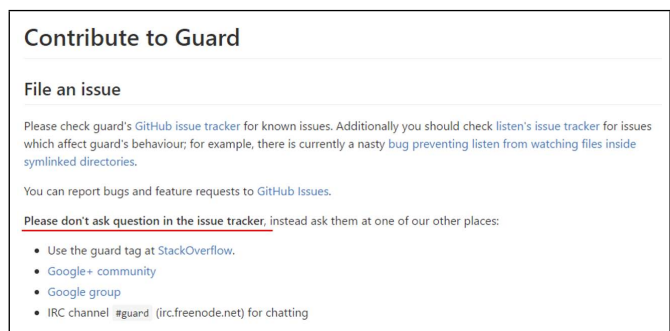 Contribute to Guard
File an issue
Please check guard's GitHub issue tracker for known issues. Additionally you should check listen's issue tracker for issues
which affect guard's behaviour; for example, there is currently a nasty bug preventing listen from watching files inside
symlinked directories.
You can report bugs and feature requests to GitHub Issues.
Please don't ask question in the issue tracker, instead ask them at one of our other places:
• Use the guard tag at StackOverflow.
• Google+ community
• Google group
• IRC channel #guard (irc.freenode.net) for chatting